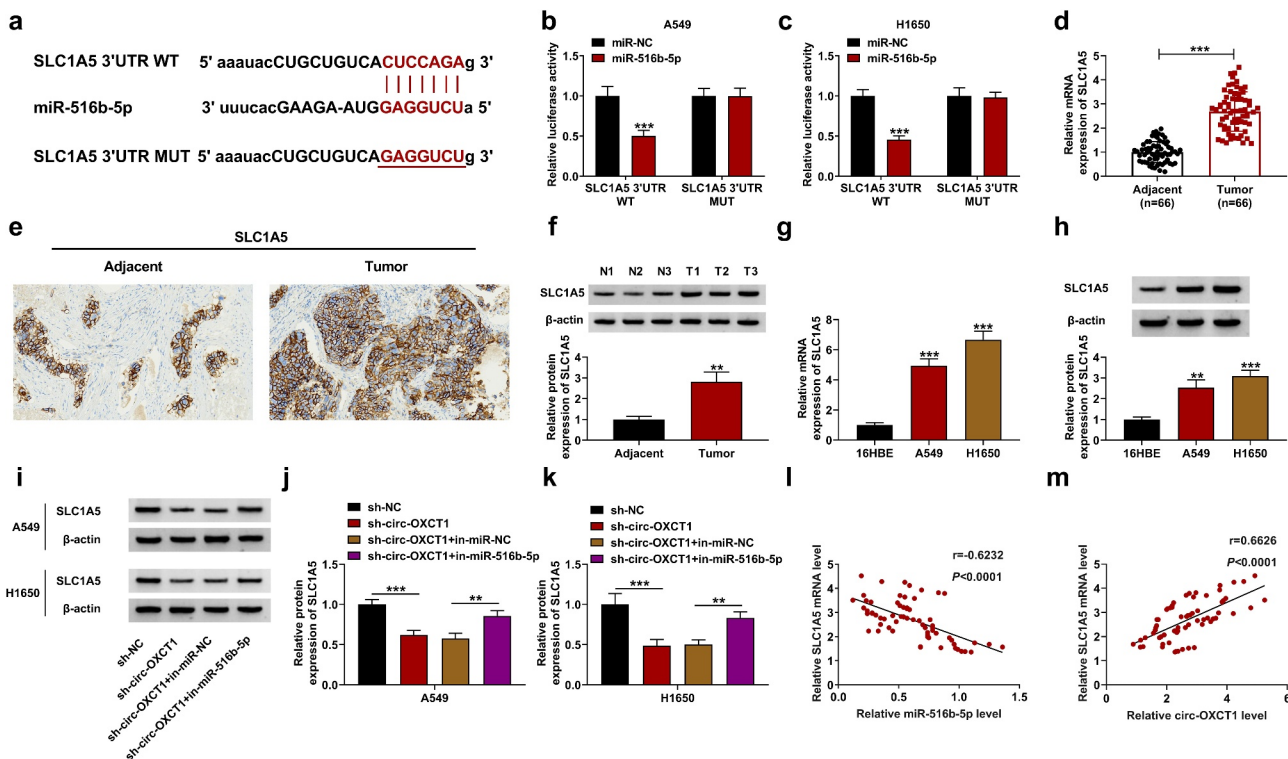 a
SLC1A5 3'UTR WT 5' aaauacCUGCUGUCACUCCAGAg 3'
miR-516b-5p 3' uuucacGAAGA-AUGGAGGUCUa 5'
SLC1A5 3'UTR MUT 5' aaauacCUGCUGUCAGAGGUCUg 3'
b
A549
miR-NC
miR-516b-5p
Relative luciferase activity
1.5
1.0
0.5
0.0
***
SLC1A5 3'UTR
WT
SLC1A5 3'UTR
MUT
c
H1650
miR-NC
miR-516b-5p
Relative luciferase activity
1.5
1.0
0.5
0.0
***
SLC1A5 3'UTR
WT
SLC1A5 3'UTR
MUT
d
Relative mRNA
expression of SLC1A5
5
4
3
2
1
0
***
Adjacent
(n=66)
Tumor
(n=66)
e
SLC1A5
Adjacent
Tumor
f
N1 N2 N3 T1 T2 T3
SLC1A5
β-actin
Relative protein
expression of SLC1A5
4
3
2
1
0
**
Adjacent
Tumor
g
Relative mRNA
expression of SLC1A5
8
6
4
2
0
***
***
16HBE
A549
H1650
h
SLC1A5
β-actin
Relative protein
expression of SLC1A5
4
3
2
1
0
**
***
16HBE
A549
H1650
i
A549
SLC1A5
β-actin
H1650
SLC1A5
β-actin
sh-NC
sh-circ-OXCT1
sh-circ-OXCT1+in-miR-NC
sh-circ-OXCT1+in-miR-516b-5p
j
sh-NC
sh-circ-OXCT1
sh-circ-OXCT1+in-miR-NC
sh-circ-OXCT1+in-miR-516b-5p
Relative protein
expression of SLC1A5
1.5
1.0
0.5
0.0
***
**
A549
k
sh-NC
sh-circ-OXCT1
sh-circ-OXCT1+in-miR-NC
sh-circ-OXCT1+in-miR-516b-5p
Relative protein
expression of SLC1A5
1.5
1.0
0.5
0.0
***
**
H1650
l
r=-0.6232
P<0.0001
Relative SLC1A5 mRNA level
5
4
3
2
1
0
0.0 0.5 1.0 1.5
Relative miR-516b-5p level
m
r=0.6626
P<0.0001
Relative SLC1A5 mRNA level
5
4
3
2
1
0
0 2 4 6
Relative circ-OXCT1 level